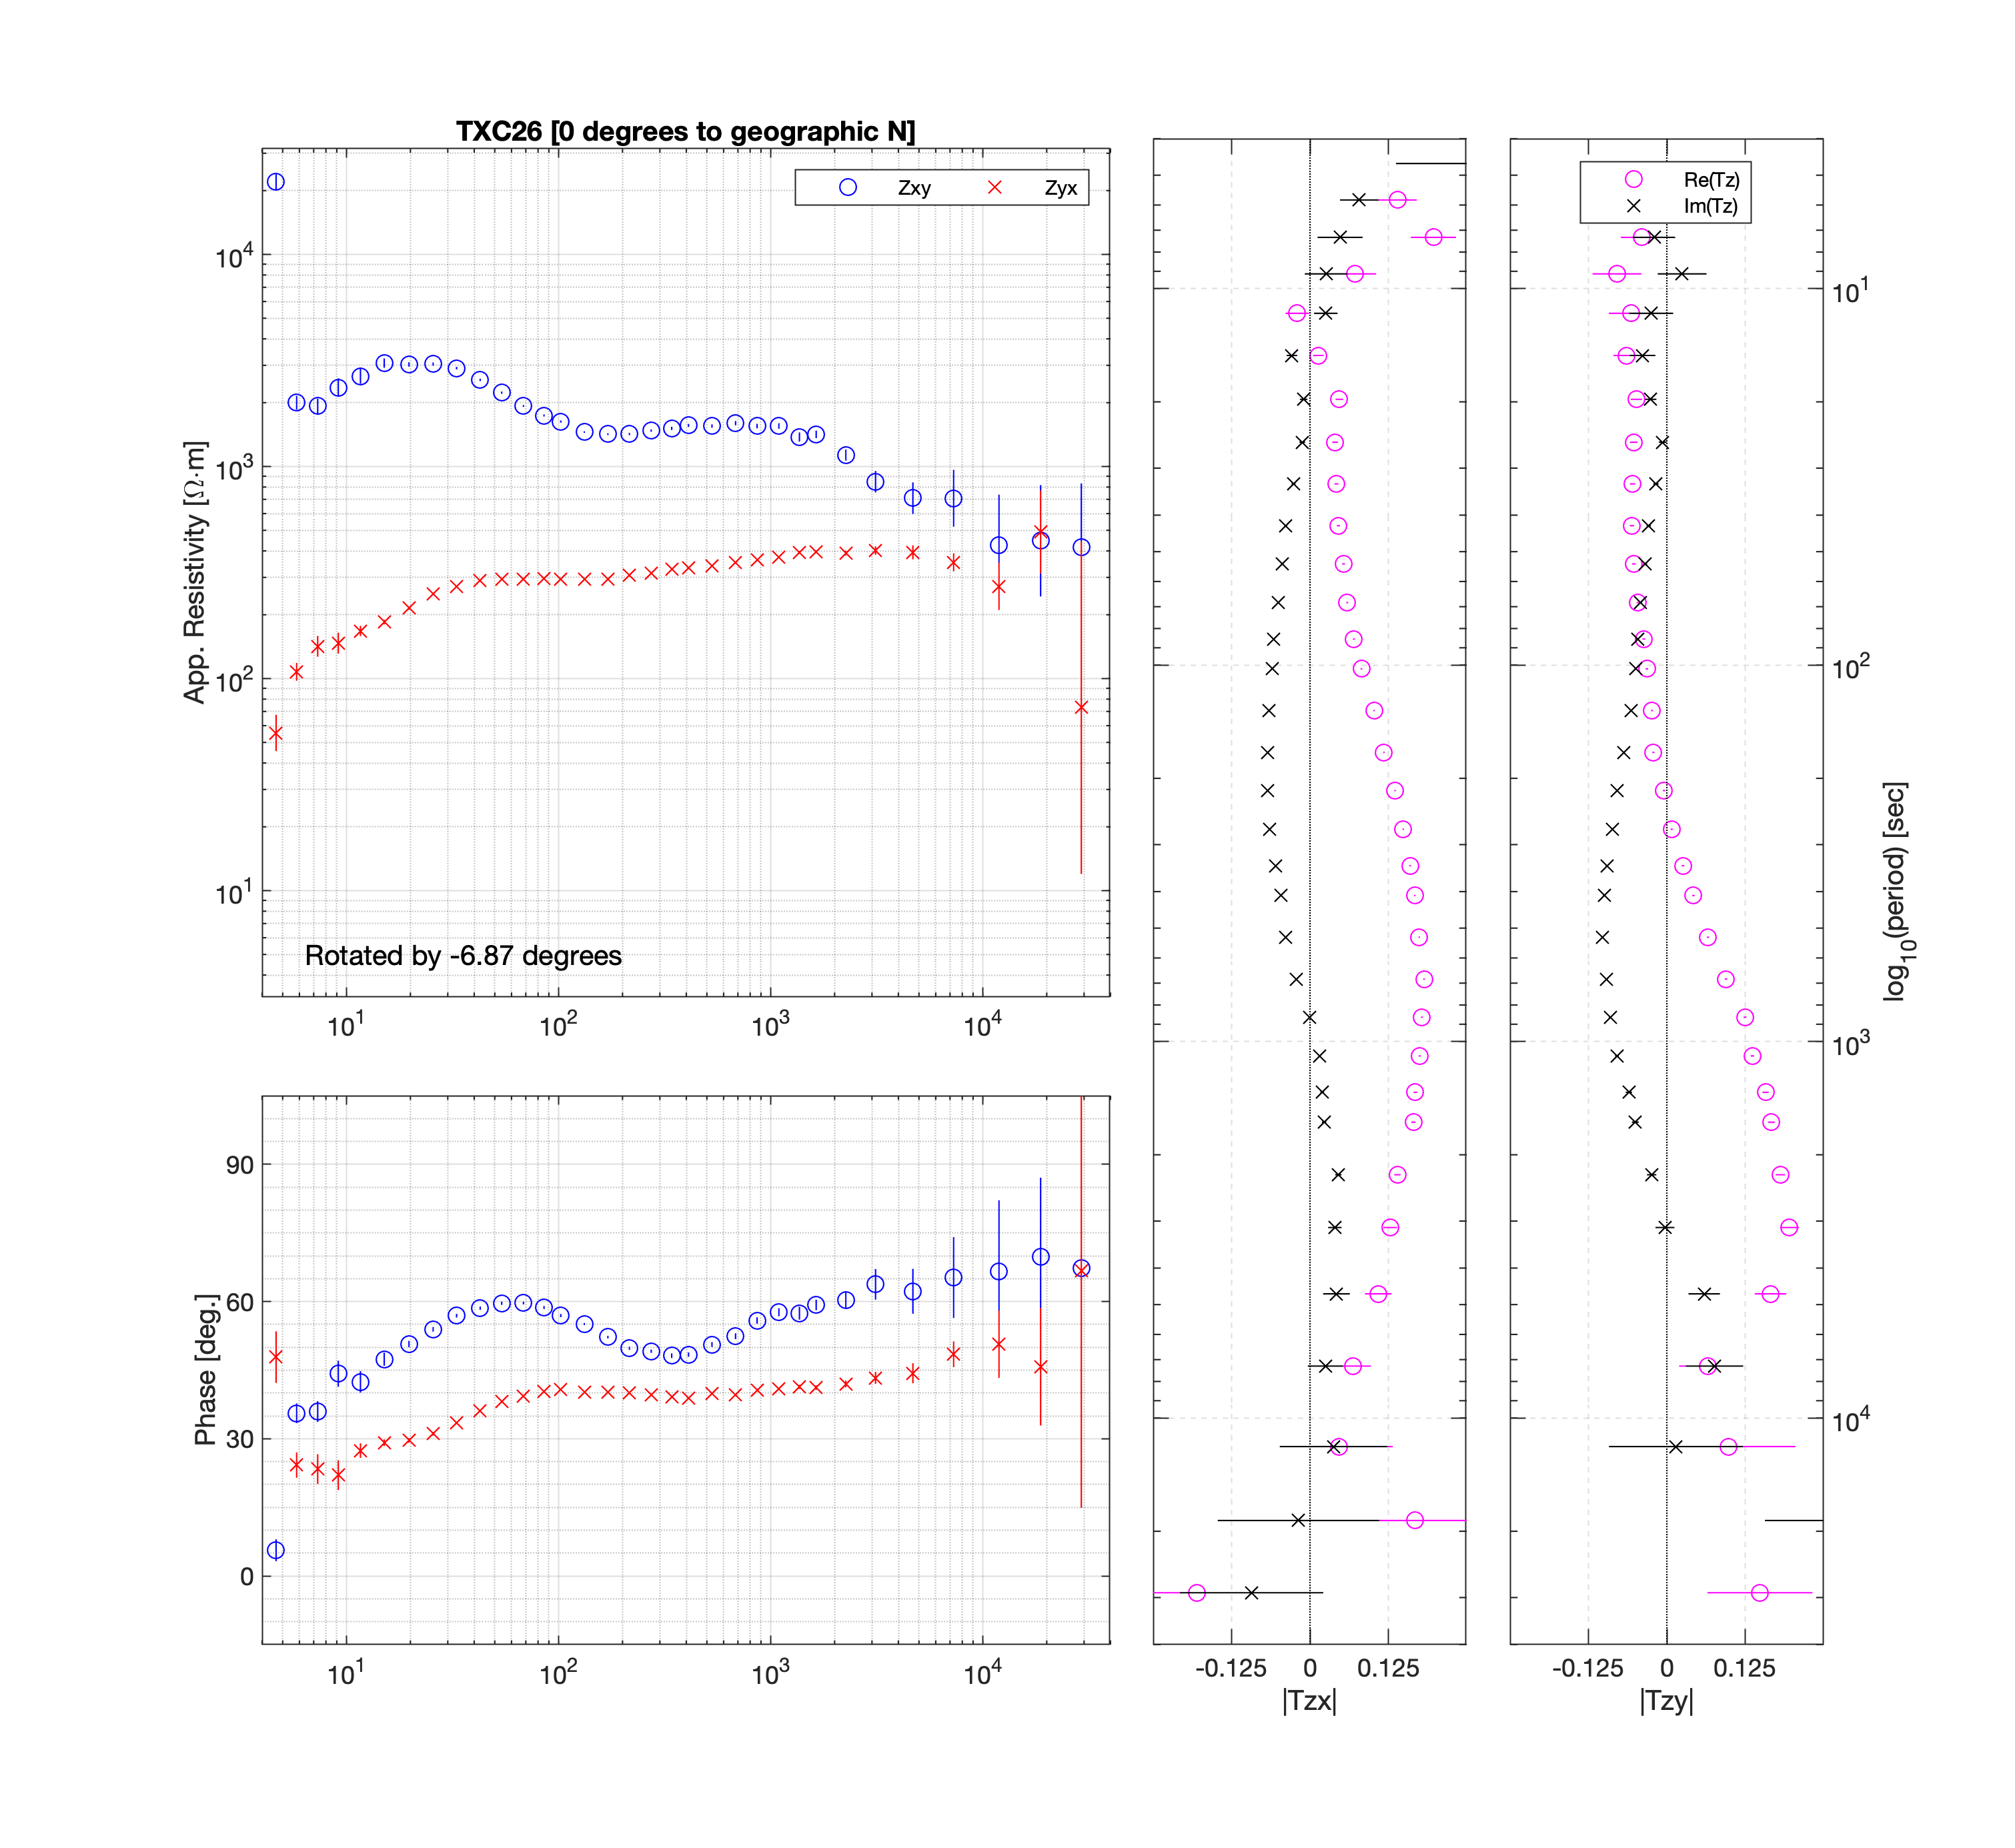 TXC26 [0 degrees to geographic N]
App. Resistivity [Ω·m]
10^4
10^3
10^2
10^1
Zxy Zyx
Rotated by -6.87 degrees
10^1 10^2 10^3 10^4
Phase [deg.]
90
60
30
0
10^1 10^2 10^3 10^4
-0.125 0 0.125
|Tzx|
Re(Tz)
Im(Tz)
-0.125 0 0.125
|Tzy|
10^1
10^2
10^3
10^4
log_10(period) [sec]